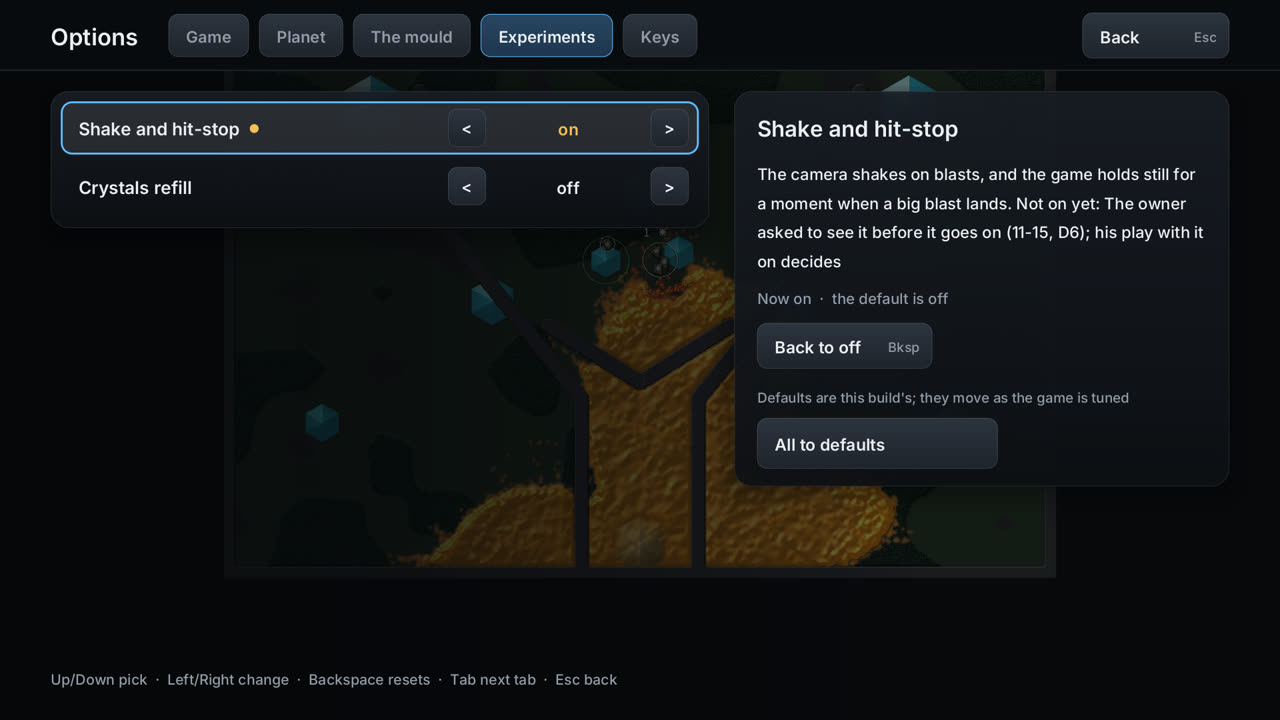 Options
Game
Planet
The mould
Experiments
Keys
Back Esc
Shake and hit-stop
< on >
Crystals refill
< off >
Shake and hit-stop
The camera shakes on blasts, and the game holds still for
a moment when a big blast lands. Not on yet: The owner
asked to see it before it goes on (11-15, D6); his play with it
on decides
Now on · the default is off
Back to off Bksp
Defaults are this build's; they move as the game is tuned
All to defaults
1
Up/Down pick · Left/Right change · Backspace resets · Tab next tab · Esc back